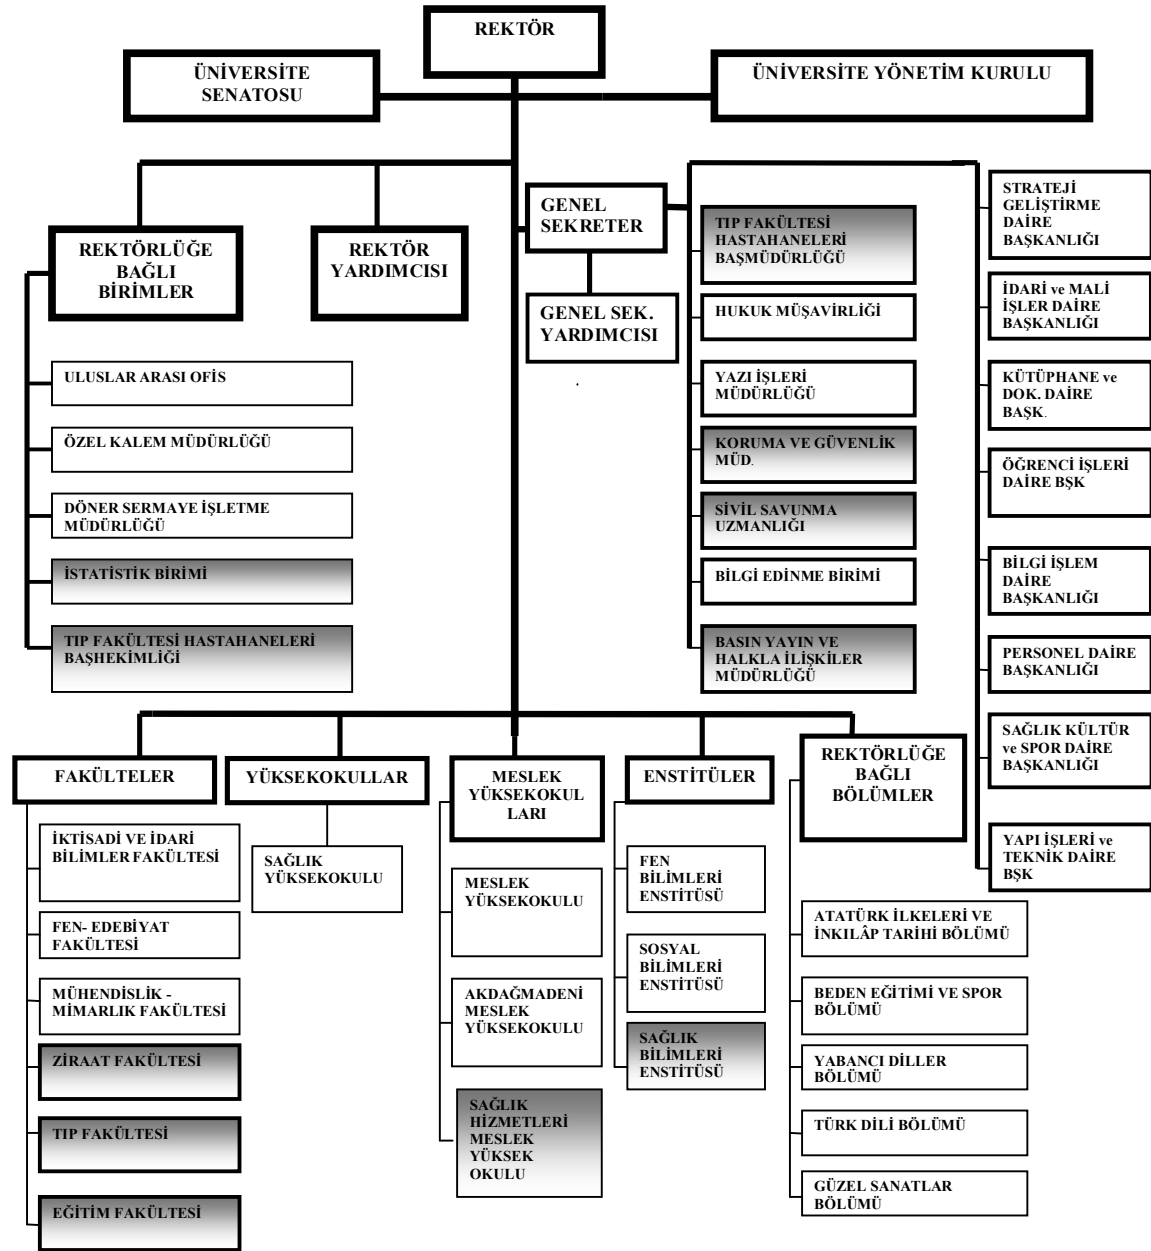 REKTÖR
ÜNİVERSİTE
SENATOSU
ÜNİVERSİTE YÖNETİM KURULU
REKTÖRLÜĞE
BAĞLI
BİRİMLER
REKTÖR
YARDIMCISI
GENEL
SEKRETER
GENEL SEK.
YARDIMCISI
ULUSLAR ARASI OFİS
ÖZEL KALEM MÜDÜRLÜĞÜ
DÖNER SERMAYE İŞLETME
MÜDÜRLÜĞÜ
İSTATİSTİK BİRİMİ
TIP FAKÜLTESİ HASTAHANELERİ
BAŞHEKİMLİĞİ
TIP FAKÜLTESİ
HASTAHANELERİ
BAŞMÜDÜRLÜĞÜ
HUKUK MÜŞAVİRLİĞİ
YAZI İŞLERİ
MÜDÜRLÜĞÜ
KORUMA VE GÜVENLİK
MÜD.
SİVİL SAVUNMA
UZMANLIĞI
BİLGİ EDİNME BİRİMİ
BASIN YAYIN VE
HALKLA İLİŞKİLER
MÜDÜRLÜĞÜ
STRATEJİ
GELİŞTİRME
DAİRE
BAŞKANLIĞI
İDARİ ve MALİ
İŞLER DAİRE
BAŞKANLIĞI
KÜTÜPHANE ve
DOK. DAİRE
BAŞK.
ÖĞRENCİ İŞLERİ
DAİRE BŞK
BİLGİ İŞLEM
DAİRE
BAŞKANLIĞI
PERSONEL DAİRE
BAŞKANLIĞI
SAĞLIK KÜLTÜR
ve SPOR DAİRE
BAŞKANLIĞI
YAPI İŞLERİ ve
TEKNİK DAİRE
BŞK
FAKÜLTELER
İKTİSADİ VE İDARİ
BİLİMLER FAKÜLTESİ
FEN- EDEBİYAT
FAKÜLTESİ
MÜHENDİSLİK -
MİMARLIK FAKÜLTESİ
ZİRAAT FAKÜLTESİ
TIP FAKÜLTESİ
EĞİTİM FAKÜLTESİ
YÜKSEKOKULLAR
SAĞLIK
YÜKSEKOKULU
MESLEK
YÜKSEKOKUL
LARI
MESLEK
YÜKSEKOKULU
AKDAĞMADENİ
MESLEK
YÜKSEKOKULU
SAĞLIK
HİZMETLERİ
MESLEK
YÜKSEK
OKULU
ENSTİTÜLER
FEN
BİLİMLERİ
ENSTİTÜSÜ
SOSYAL
BİLİMLERİ
ENSTİTÜSÜ
SAĞLIK
BİLİMLERİ
ENSTİTÜSÜ
REKTÖRLÜĞE
BAĞLI
BÖLÜMLER
ATATÜRK İLKELERİ VE
İNKILÂP TARİHİ BÖLÜMÜ
BEDEN EĞİTİMİ VE SPOR
BÖLÜMÜ
YABANCI DİLLER
BÖLÜMÜ
TÜRK DİLİ BÖLÜMÜ
GÜZEL SANATLAR
BÖLÜMÜ